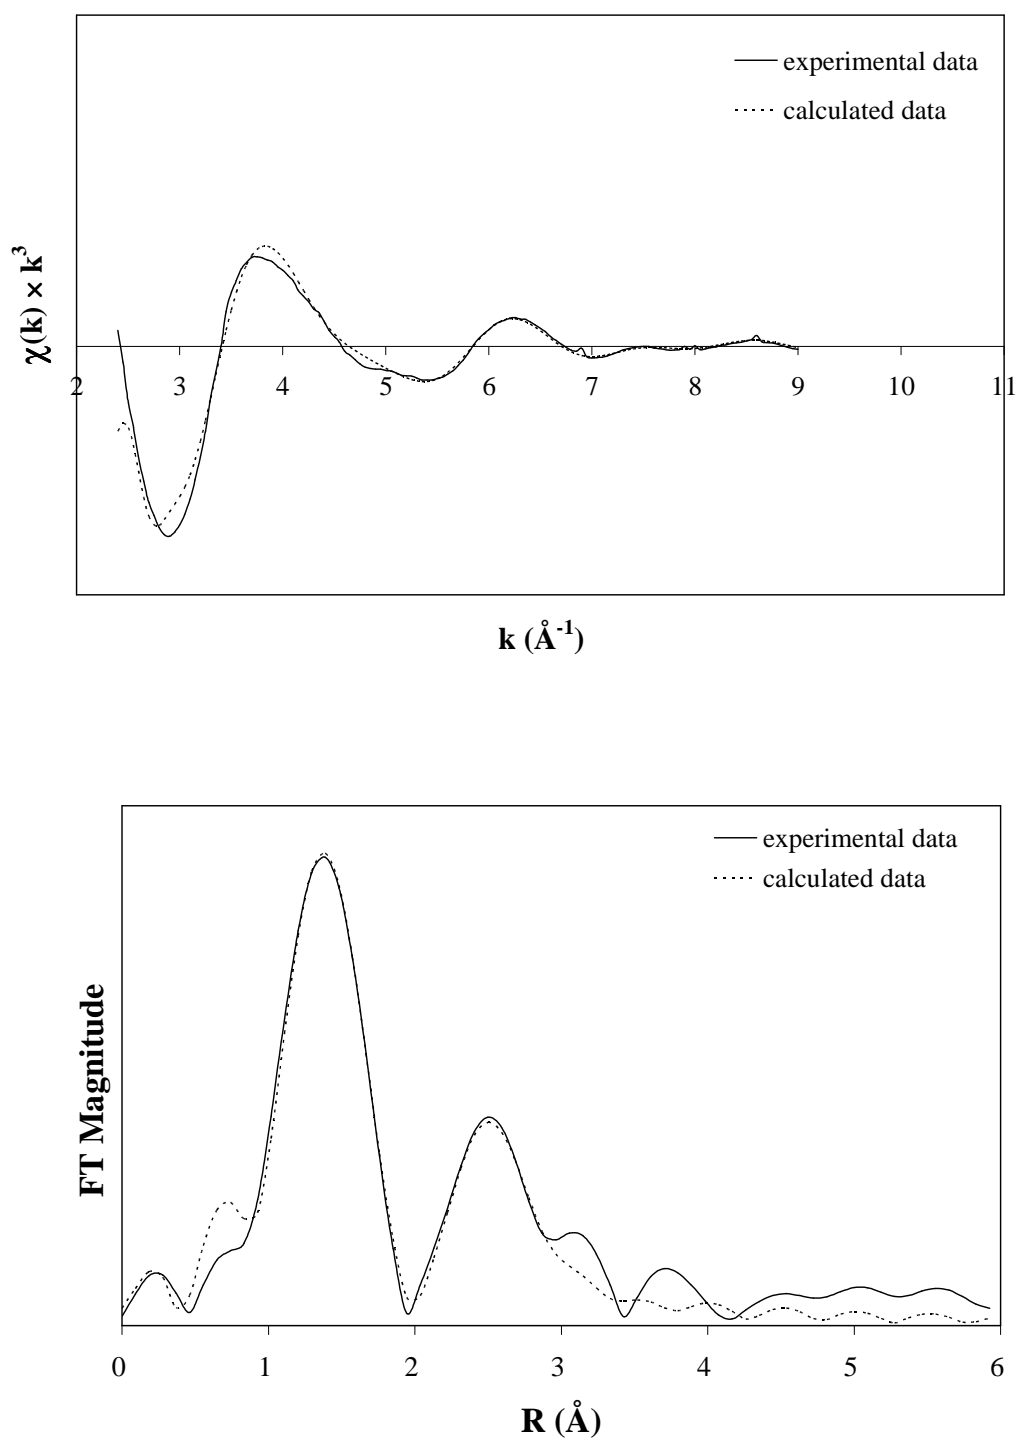 experimental data
calculated data
χ(k) × k³
2 3 4 5 6 7 8 9 10 11
k (Å⁻¹)
experimental data
calculated data
FT Magnitude
0 1 2 3 4 5 6
R (Å)